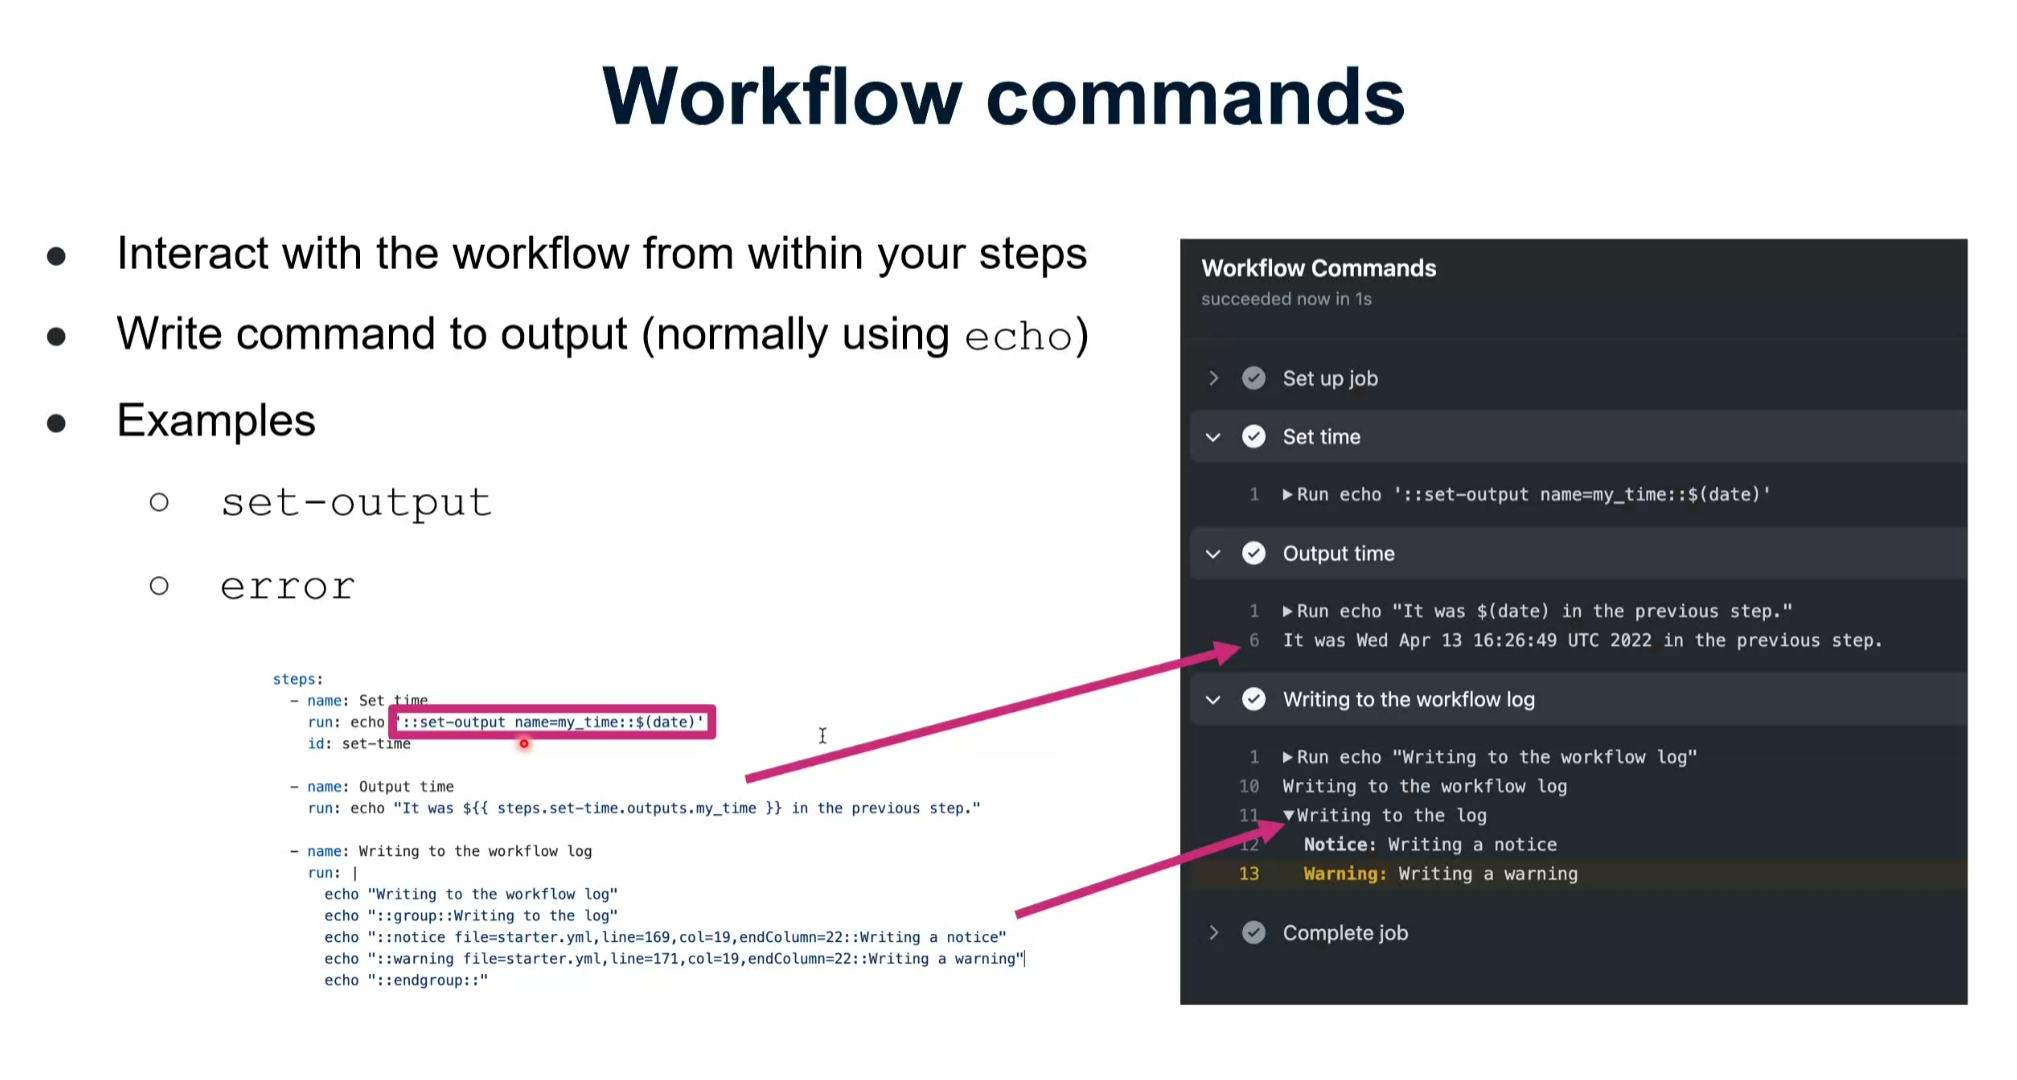 Workflow commands
● Interact with the workflow from within your steps
● Write command to output (normally using echo)
● Examples
○ set-output
○ error
steps:
- name: Set time
run: echo '::set-output name=my_time::$(date)'
id: set-time
- name: Output time
run: echo "It was ${{ steps.set-time.outputs.my_time }} in the previous step."
- name: Writing to the workflow log
run: |
echo "Writing to the workflow log"
echo "::group::Writing to the log"
echo "::notice file=starter.yml,line=169,col=19,endColumn=22::Writing a notice"
echo "::warning file=starter.yml,line=171,col=19,endColumn=22::Writing a warning"
echo "::endgroup::"
Workflow Commands
succeeded now in 1s
Set up job
Set time
1 ▶Run echo '::set-output name=my_time::$(date)'
Output time
1 ▶Run echo "It was $(date) in the previous step."
6 It was Wed Apr 13 16:26:49 UTC 2022 in the previous step.
Writing to the workflow log
1 ▶Run echo "Writing to the workflow log"
10 Writing to the workflow log
11 ▼Writing to the log
12 Notice: Writing a notice
13 Warning: Writing a warning
Complete job